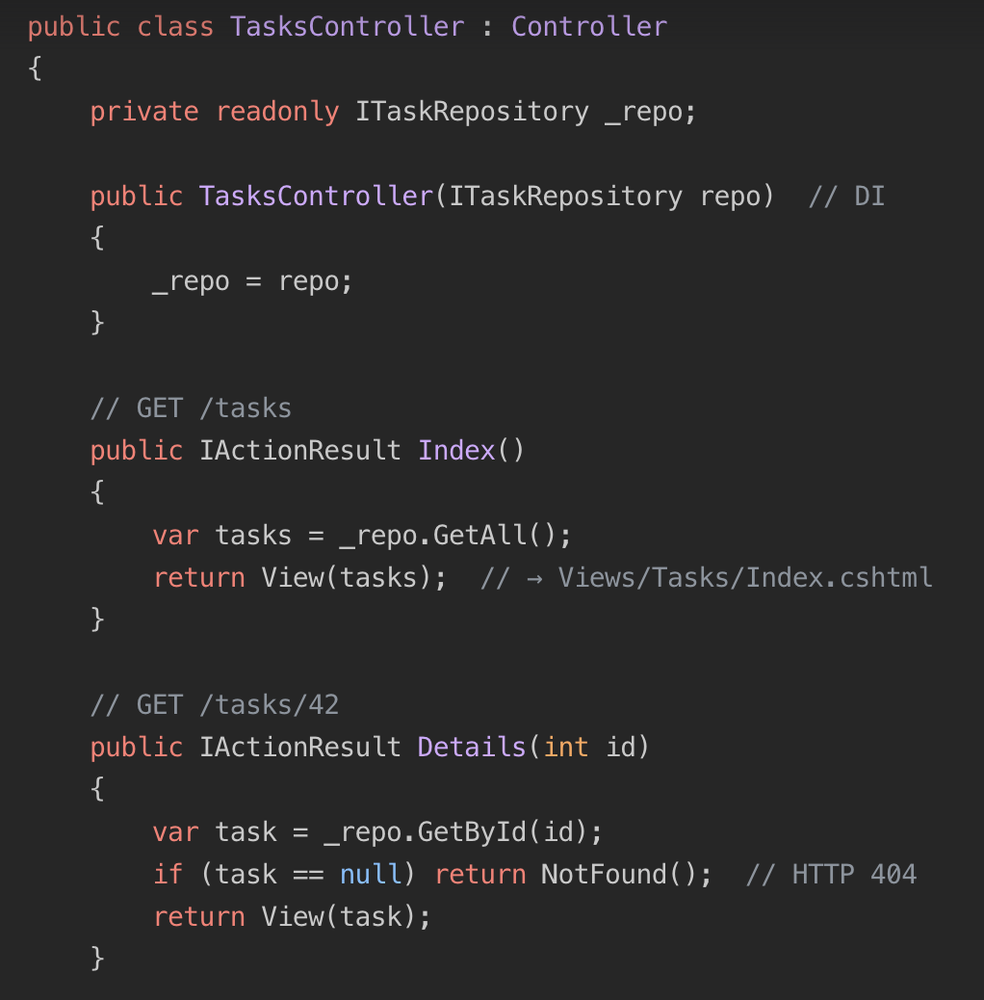 public class TasksController : Controller
{
    private readonly ITaskRepository _repo;

    public TasksController(ITaskRepository repo)  // DI
    {
        _repo = repo;
    }

    // GET /tasks
    public IActionResult Index()
    {
        var tasks = _repo.GetAll();
        return View(tasks);  // → Views/Tasks/Index.cshtml
    }

    // GET /tasks/42
    public IActionResult Details(int id)
    {
        var task = _repo.GetById(id);
        if (task == null) return NotFound();  // HTTP 404
        return View(task);
    }